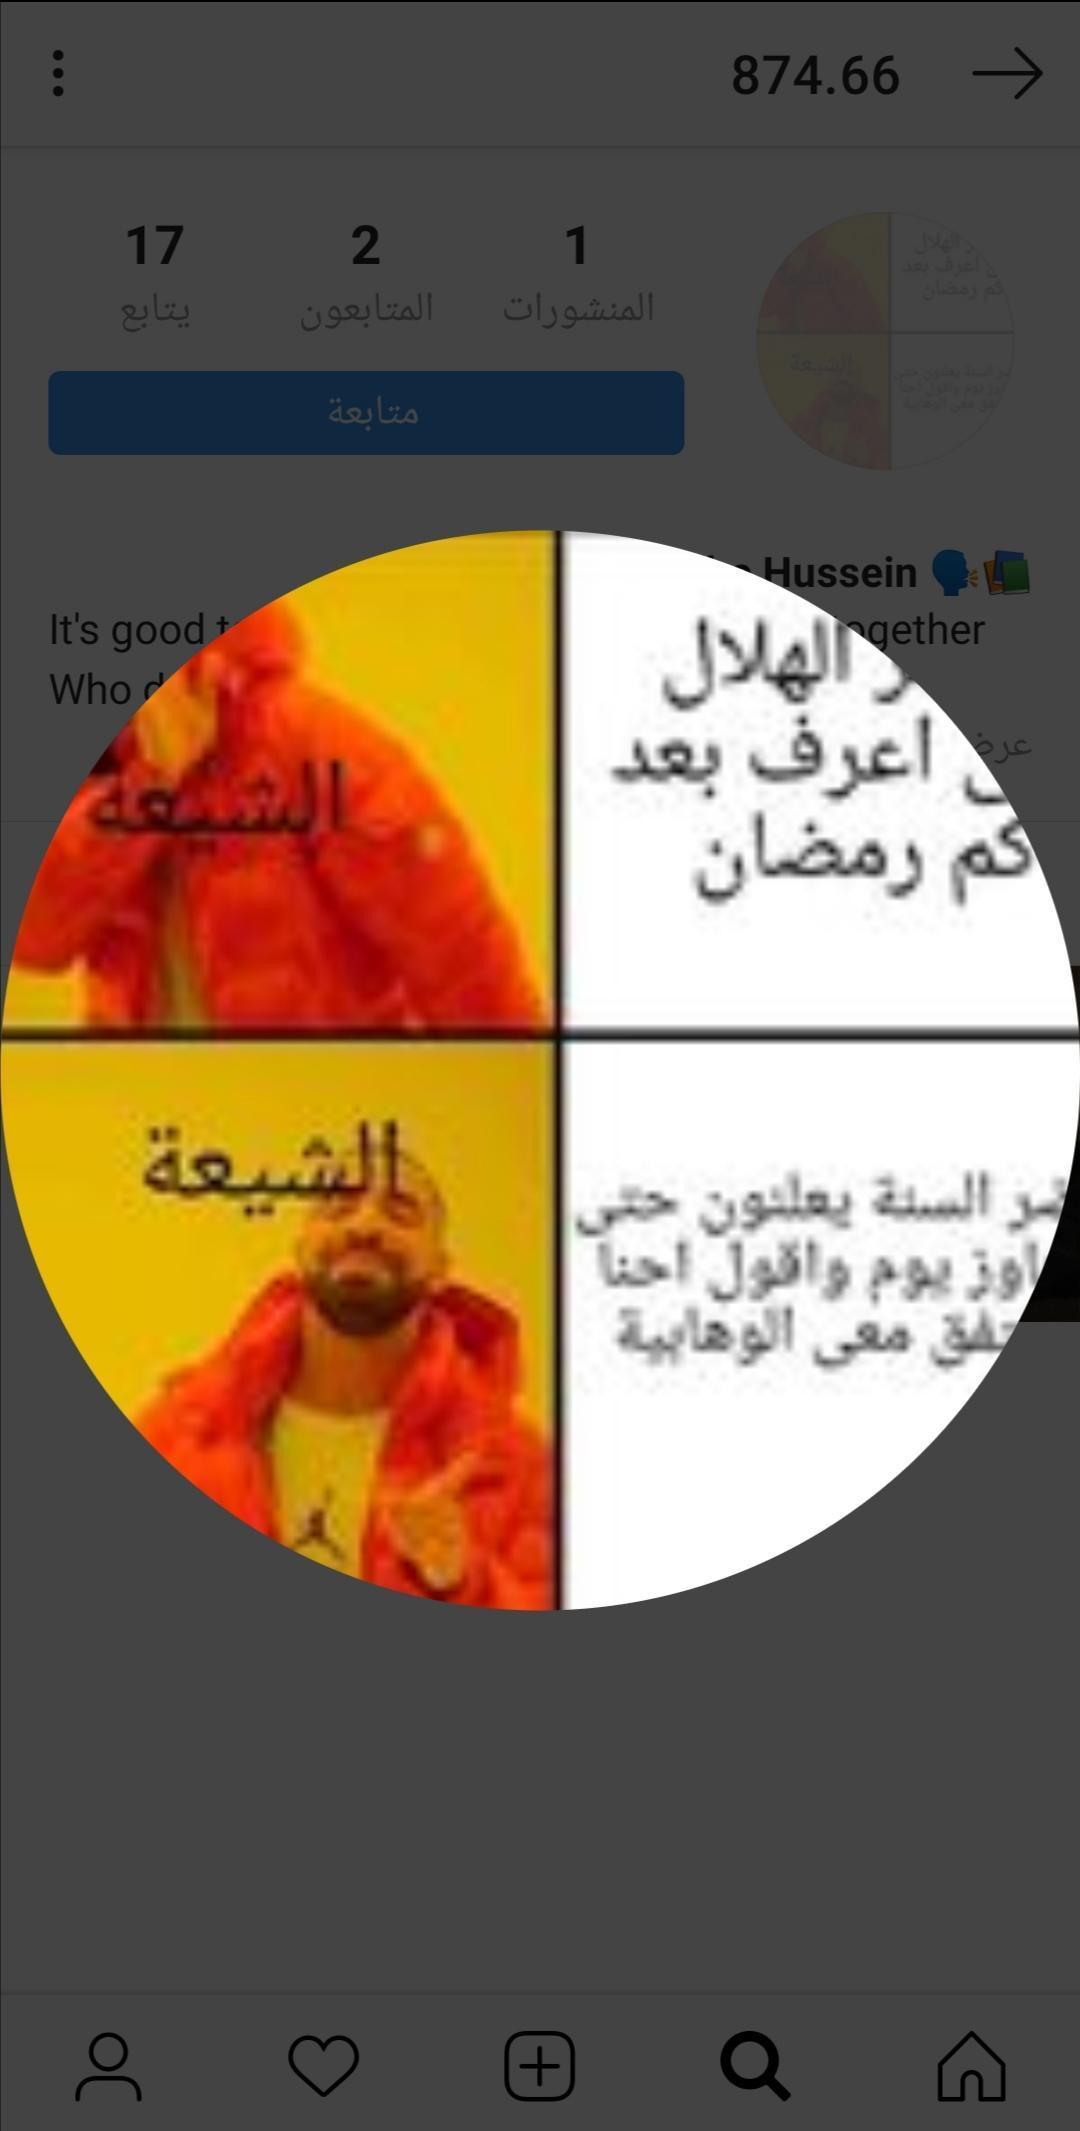 874.66
17
2
1
يتابع
المتابعون
المنشورات
متابعة
Hussein
It's good
Who
عرض
الشيعة
الهلال
اعرف بعد
كم رمضان
الشيعة
السنة يعلنون حتى
يوم واقول احنا
معى الوهابية